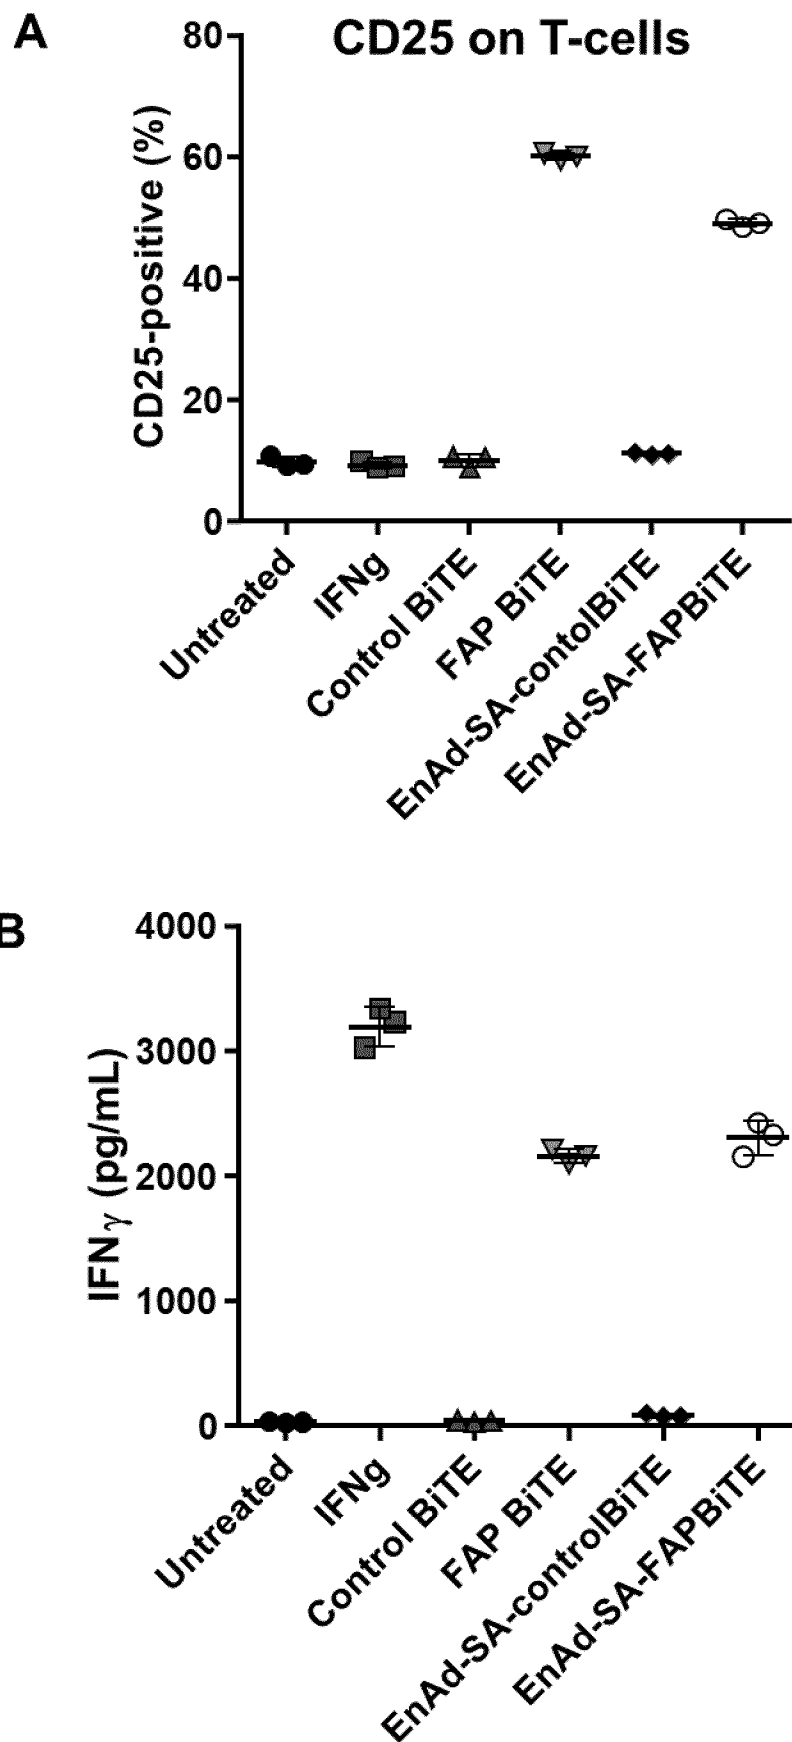 A
CD25 on T-cells
CD25-positive (%)
80
60
40
20
0
Untreated
IFNg
Control BiTE
FAP BiTE
EnAd-SA-contolBiTE
EnAd-SA-FAPBiTE
B
IFNγ (pg/mL)
4000
3000
2000
1000
0
Untreated
IFNg
Control BiTE
FAP BiTE
EnAd-SA-controlBiTE
EnAd-SA-FAPBiTE